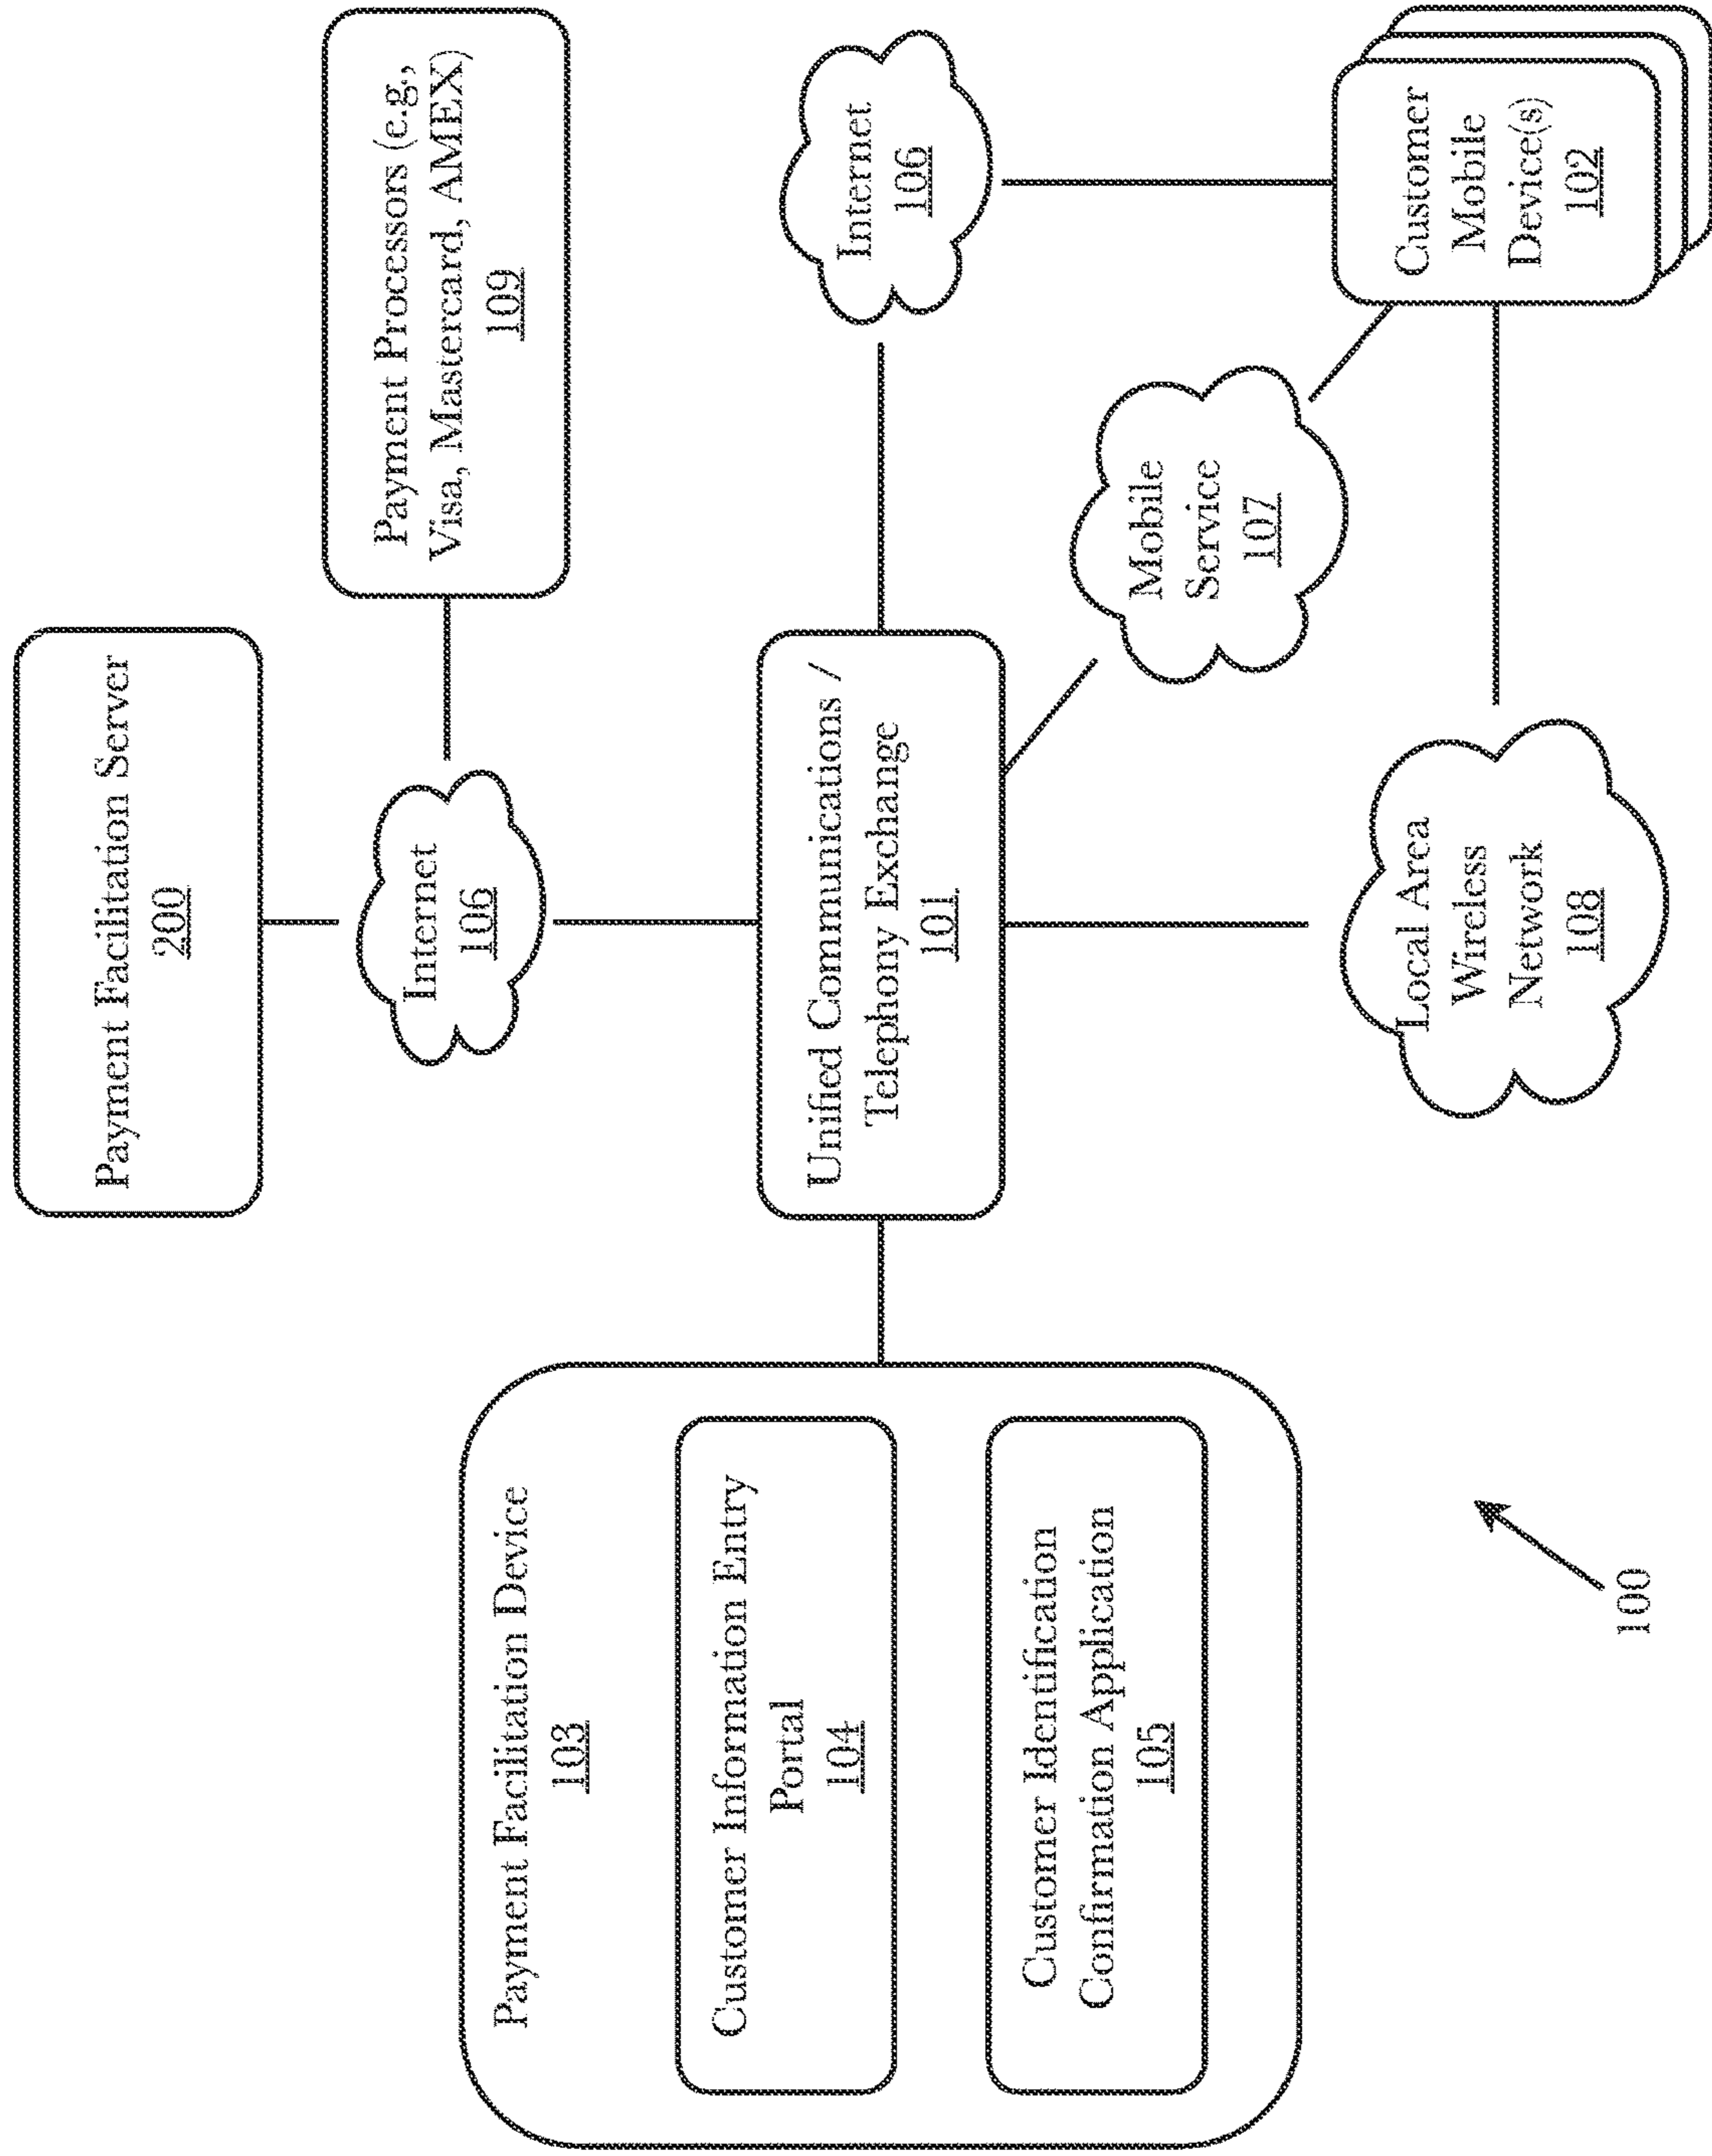 Payment Facilitation Server
200
Payment Processors (e.g.,
Visa, Mastercard, AMEX)
109
Internet
106
Payment Facilitation Device
103
Customer Information Entry
Portal
104
Customer Identification
Confirmation Application
105
Unified Communications /
Telephony Exchange
101
Internet
106
Mobile
Service
107
Local Area
Wireless
Network
108
Customer
Mobile
Device(s)
102
100